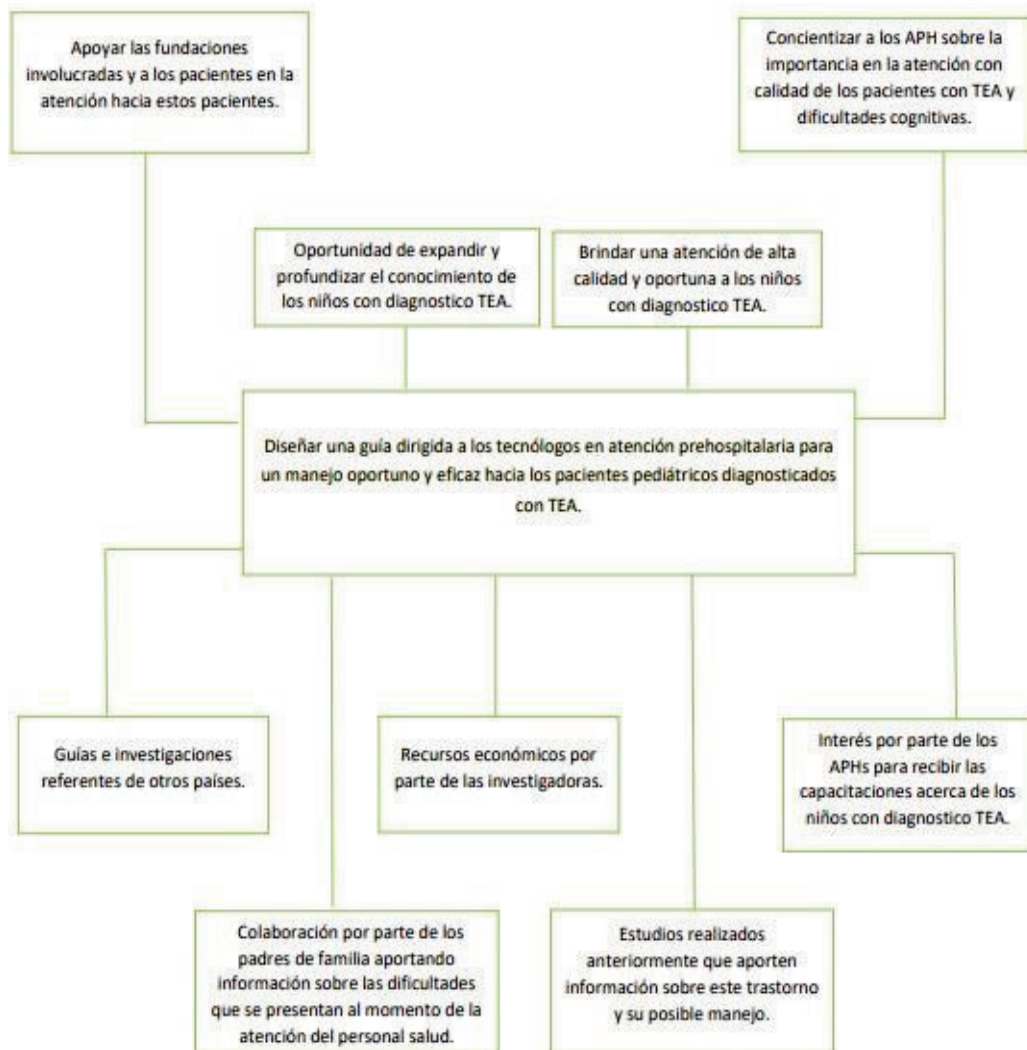 Apoyar las fundaciones
involucradas y a los pacientes en la
atención hacia estos pacientes.
Concientizar a los APH sobre la
importancia en la atención con
calidad de los pacientes con TEA y
dificultades cognitivas.
Oportunidad de expandir y
profundizar el conocimiento de
los niños con diagnostico TEA.
Brindar una atención de alta
calidad y oportuna a los niños
con diagnostico TEA.
Diseñar una guía dirigida a los tecnólogos en atención prehospitalaria para
un manejo oportuno y eficaz hacia los pacientes pediátricos diagnosticados
con TEA.
Guías e investigaciones
referentes de otros países.
Recursos económicos por
parte de las investigadoras.
Interés por parte de los
APHs para recibir las
capacitaciones acerca de los
niños con diagnostico TEA.
Colaboración por parte de los
padres de familia aportando
información sobre las dificultades
que se presentan al momento de la
atención del personal salud.
Estudios realizados
anteriormente que aporten
información sobre este trastorno
y su posible manejo.